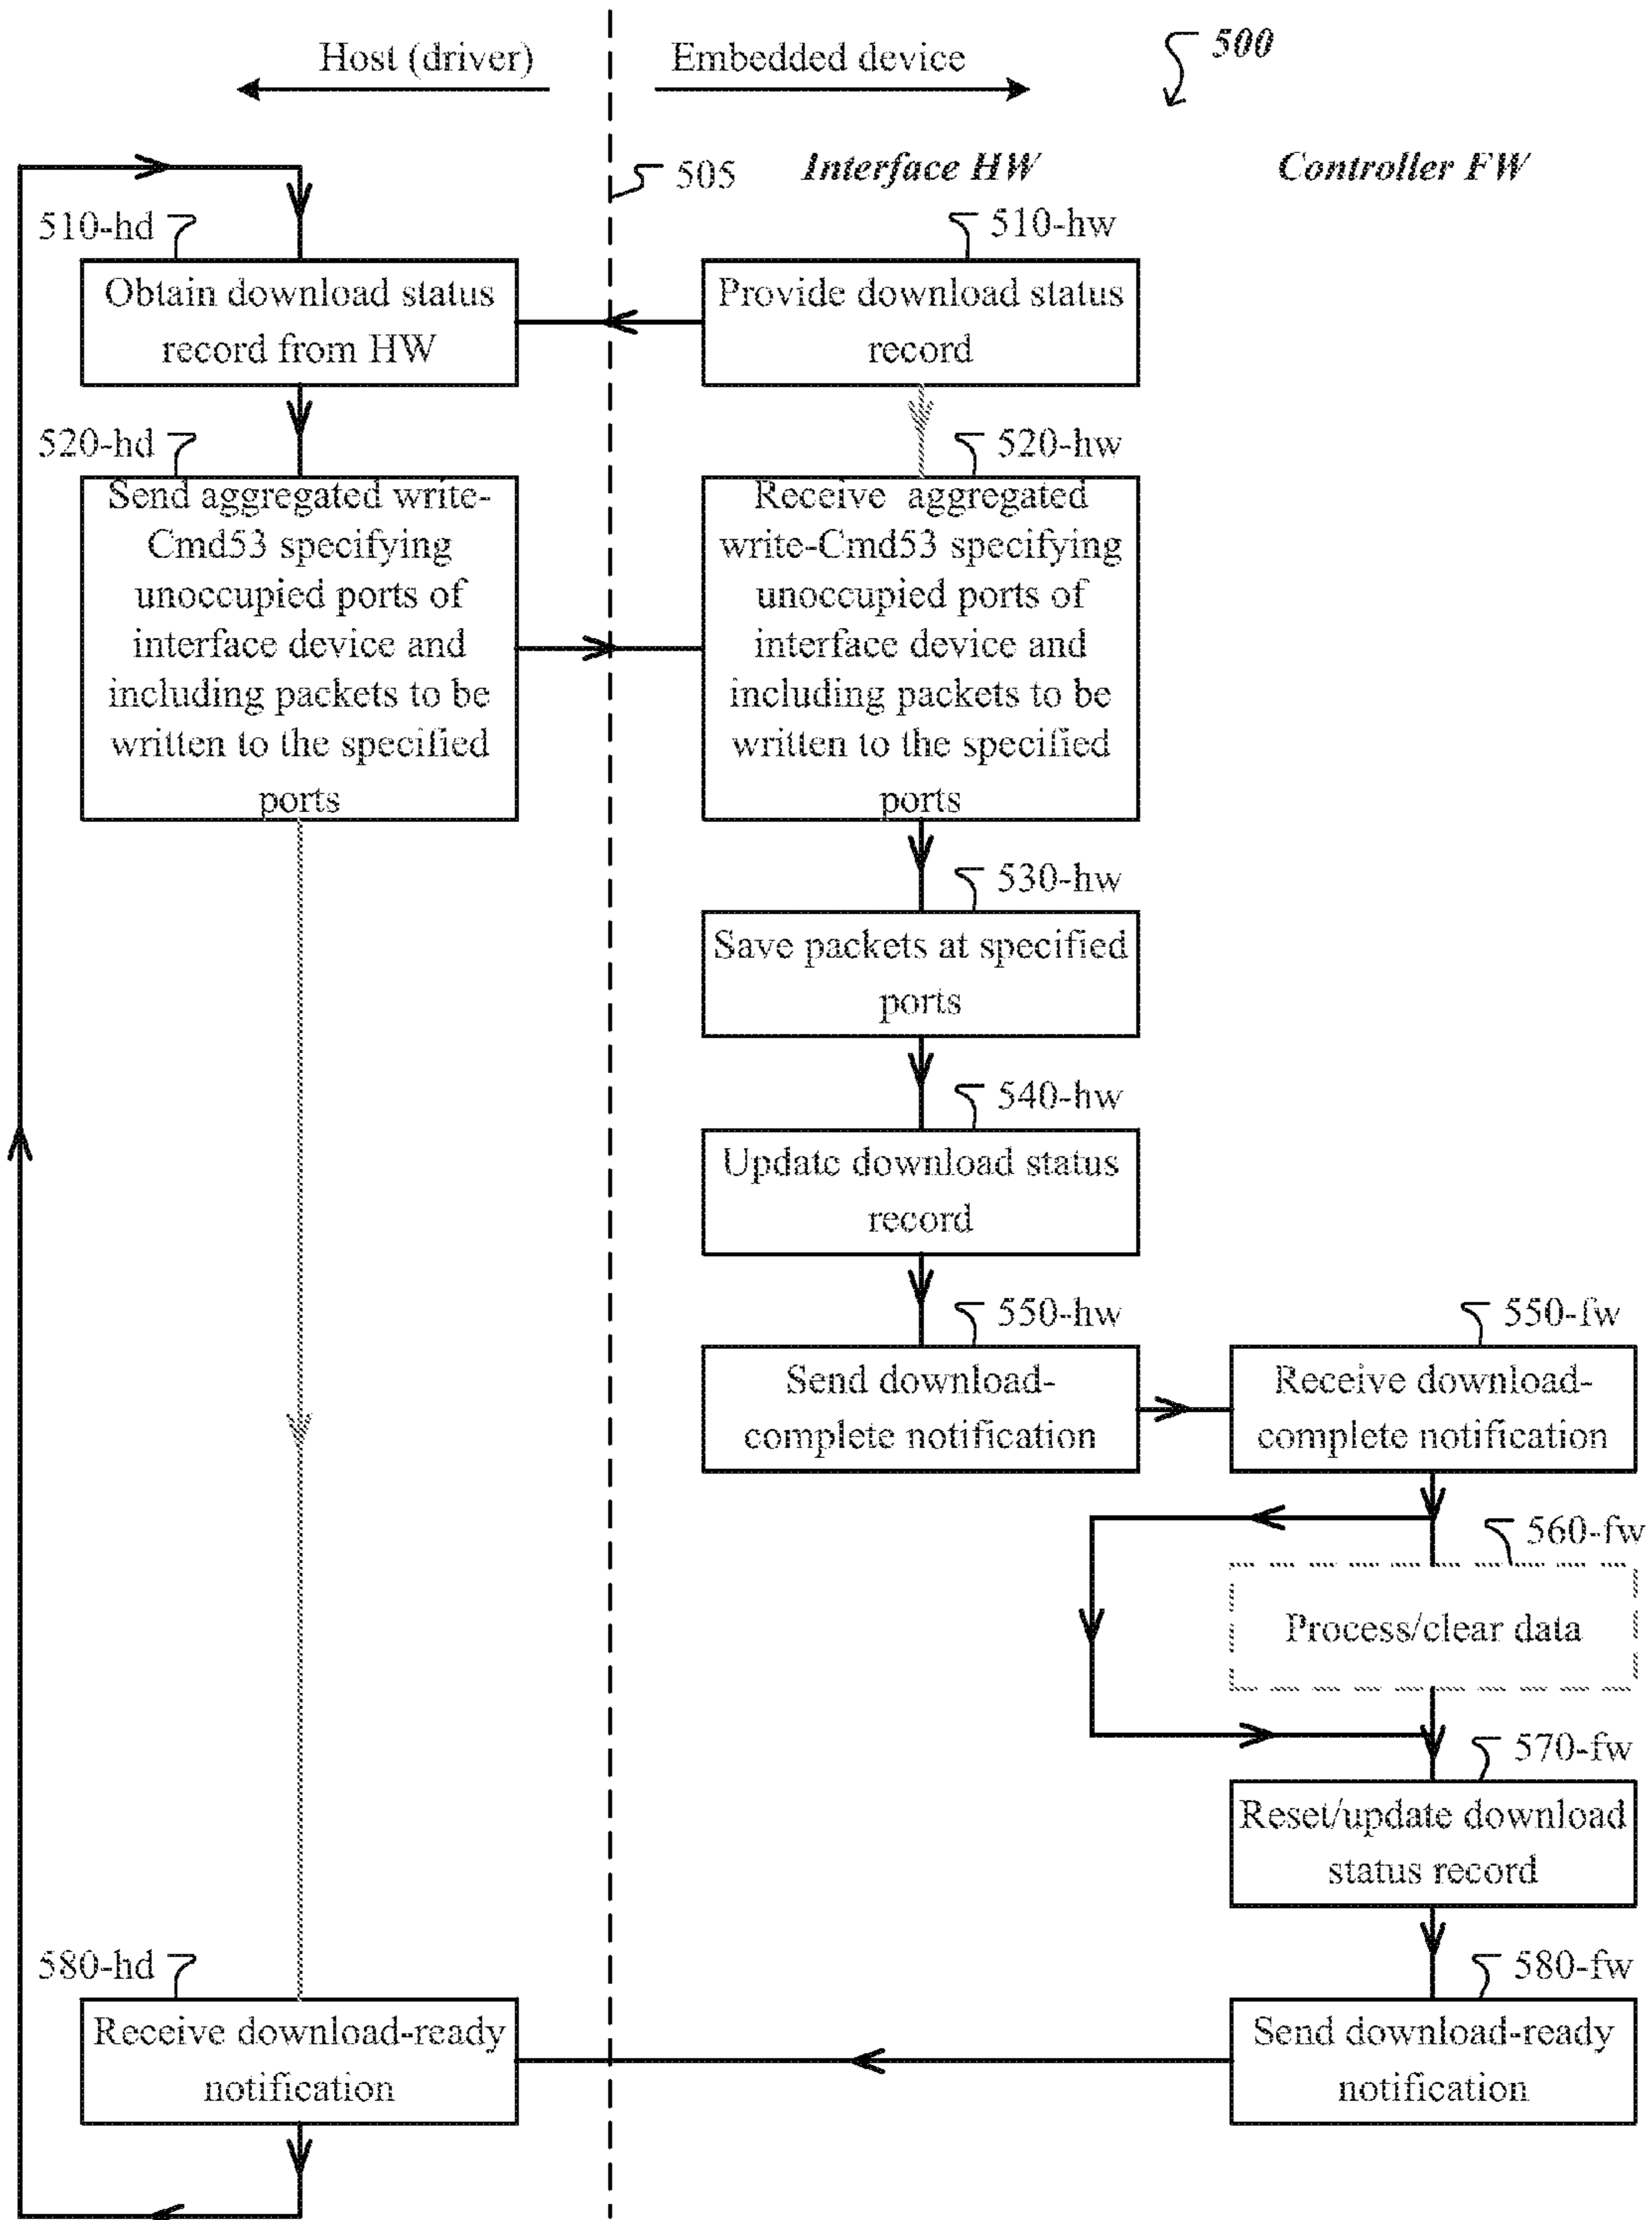 Host (driver)
Embedded device
500
505
Interface HW
Controller FW
510-hd
510-hw
Obtain download status
record from HW
Provide download status
record
520-hd
520-hw
Send aggregated write-
Cmd53 specifying
unoccupied ports of
interface device and
including packets to be
written to the specified
ports
Receive aggregated
write-Cmd53 specifying
unoccupied ports of
interface device and
including packets to be
written to the specified
ports
530-hw
Save packets at specified
ports
540-hw
Update download status
record
550-hw
550-fw
Send download-
complete notification
Receive download-
complete notification
560-fw
Process/clear data
570-fw
Reset/update download
status record
580-hd
580-fw
Receive download-ready
notification
Send download-ready
notification